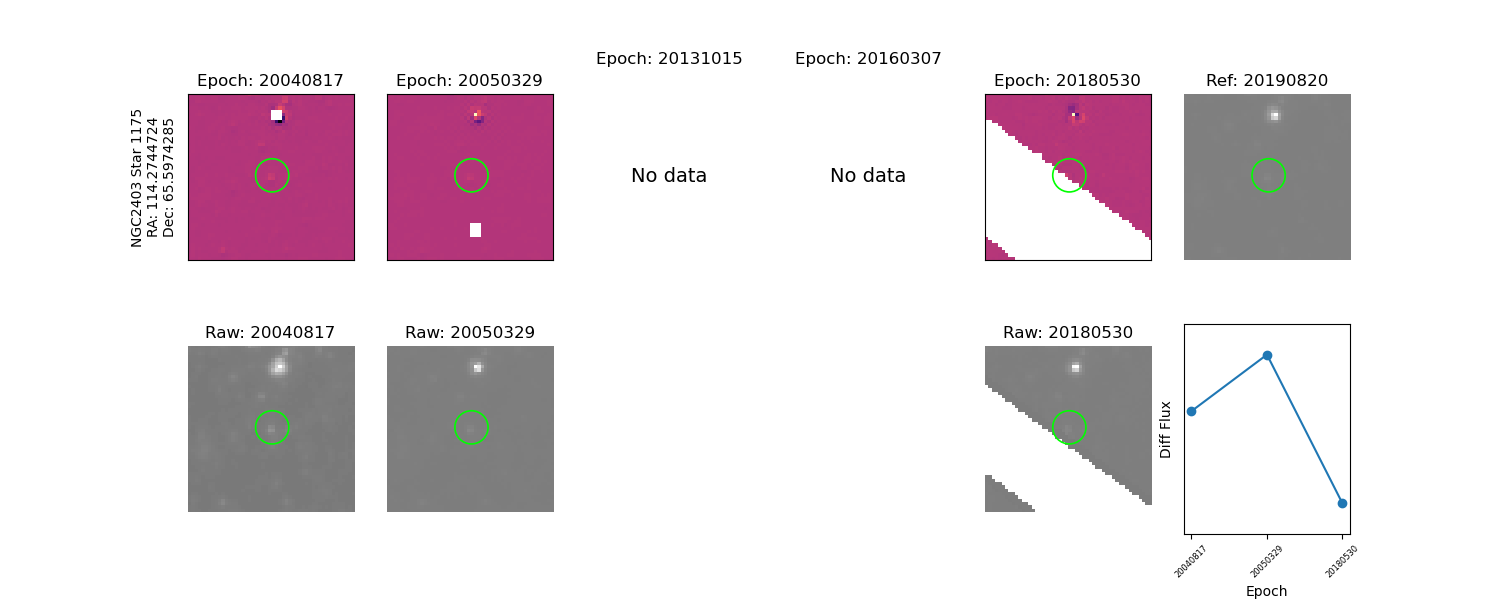 Epoch: 20040817
Epoch: 20050329
Epoch: 20131015
Epoch: 20160307
Epoch: 20180530
Ref: 20190820
NGC2403 Star 1175
RA: 114.2744724
Dec: 65.5974285
No data
No data
Raw: 20040817
Raw: 20050329
Raw: 20180530
Diff Flux
20040817
20050329
20180530
Epoch